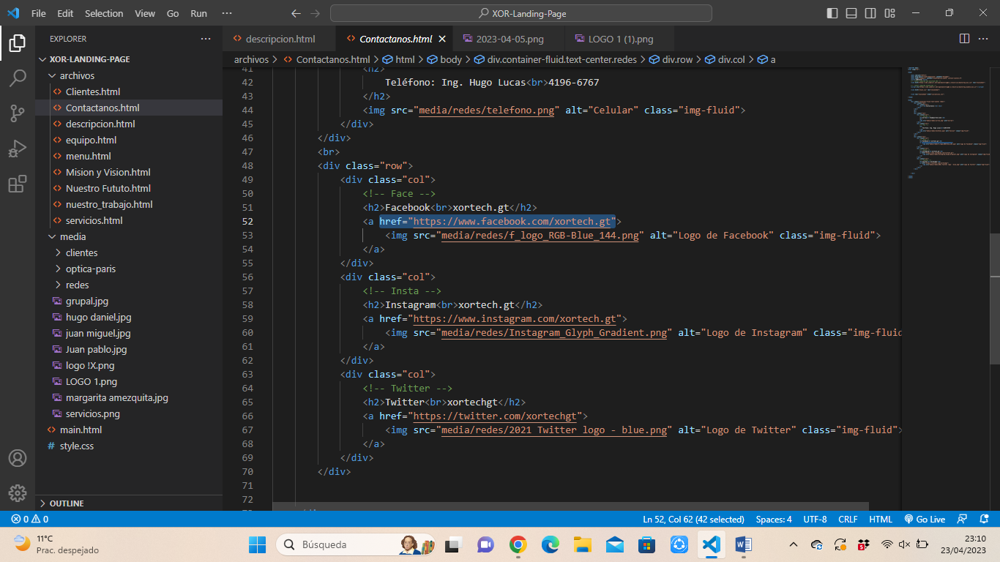 File Edit Selection View Go Run ··· XOR-Landing-Page
EXPLORER ···
XOR-LANDING-PAGE
archivos
Clientes.html
Contactanos.html
descripcion.html
equipo.html
menu.html
Mision y Vision.html
Nuestro Fututo.html
nuestro_trabajo.html
servicios.html
media
clientes
optica-paris
redes
grupal.jpg
hugo daniel.jpg
juan miguel.jpg
Juan pablo.jpg
logo !X.png
LOGO 1.png
margarita amezquita.jpg
servicios.png
main.html
style.css
OUTLINE
descripcion.html Contactanos.html 2023-04-05.png LOGO 1 (1).png
archivos > Contactanos.html > html > body > div.container-fluid.text-center.redes > div.row > div.col > a
41 <h2>
42 Teléfono: Ing. Hugo Lucas<br>4196-6767
43 </h2>
44 <img src="media/redes/telefono.png" alt="Celular" class="img-fluid">
45 </div>
46 </div>
47 <br>
48 <div class="row">
49 <div class="col">
50 <!-- Face -->
51 <h2>Facebook<br>xortech.gt</h2>
52 <a href="https://www.facebook.com/xortech.gt">
53 <img src="media/redes/f_logo_RGB-Blue_144.png" alt="Logo de Facebook" class="img-fluid">
54 </a>
55 </div>
56 <div class="col">
57 <!-- Insta -->
58 <h2>Instagram<br>xortech.gt</h2>
59 <a href="https://www.instagram.com/xortech.gt">
60 <img src="media/redes/Instagram_Glyph_Gradient.png" alt="Logo de Instagram" class="img-fluid
61 </a>
62 </div>
63 <div class="col">
64 <!-- Twitter -->
65 <h2>Twitter<br>xortechgt</h2>
66 <a href="https://twitter.com/xortechgt">
67 <img src="media/redes/2021 Twitter logo - blue.png" alt="Logo de Twitter" class="img-fluid">
68 </a>
69 </div>
70 </div>
71
72
0 0 Ln 52, Col 62 (42 selected) Spaces: 4 UTF-8 CRLF HTML Go Live
11°C
Prac. despejado
Búsqueda
23:10
23/04/2023